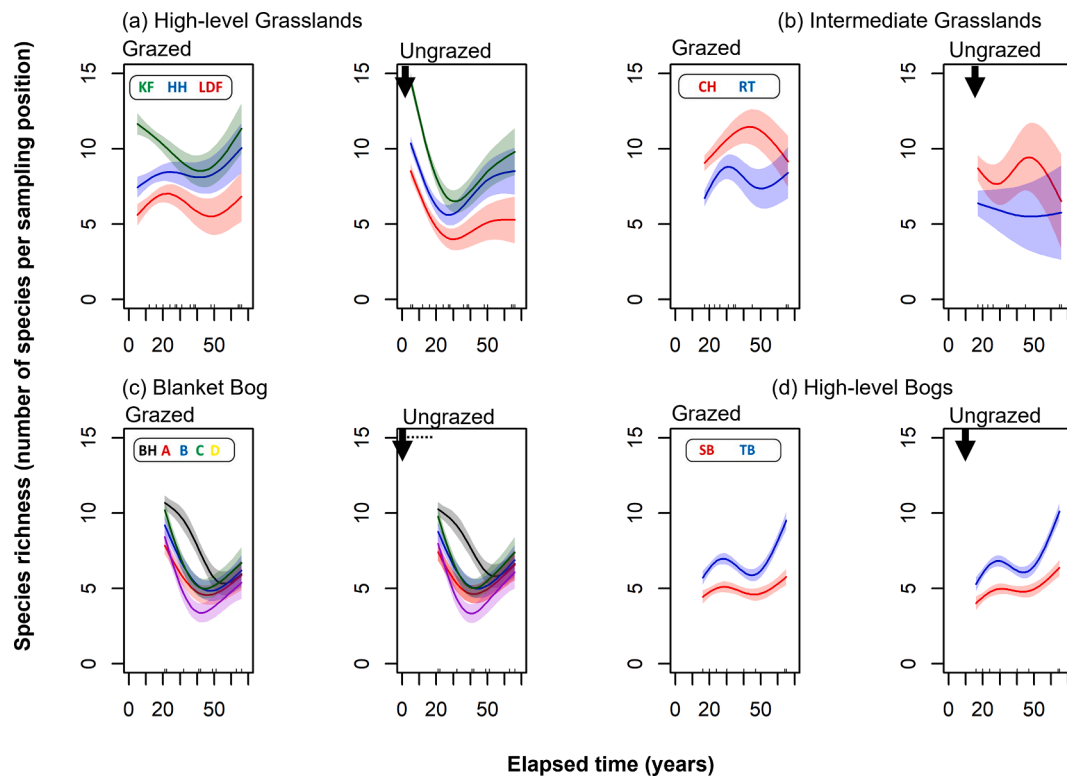 (a) High-level Grasslands
(b) Intermediate Grasslands
Grazed
Ungrazed
Grazed
Ungrazed
KF HH LDF
CH RT
15
10
5
0
15
10
5
0
15
10
5
0
15
10
5
0
0 20 50
0 20 50
0 20 50
0 20 50
(c) Blanket Bog
(d) High-level Bogs
Grazed
Ungrazed
Grazed
Ungrazed
BH A B C D
SB TB
15
10
5
0
15
10
5
0
15
10
5
0
15
10
5
0
0 20 50
0 20 50
0 20 50
0 20 50
Species richness (number of species per sampling position)
Elapsed time (years)